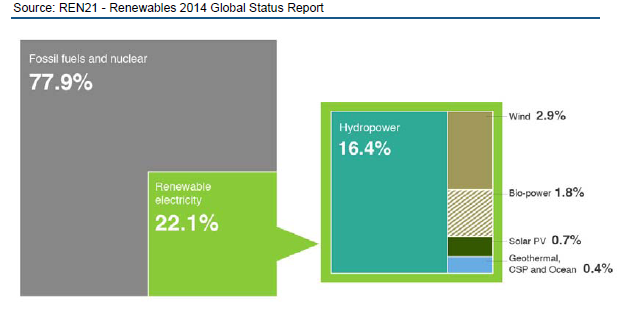 Source: REN21 - Renewables 2014 Global Status Report
Fossil fuels and nuclear
77.9%
Renewable
electricity
22.1%
Hydropower
16.4%
Wind 2.9%
Bio-power 1.8%
Solar PV 0.7%
Geothermal,
CSP and Ocean 0.4%